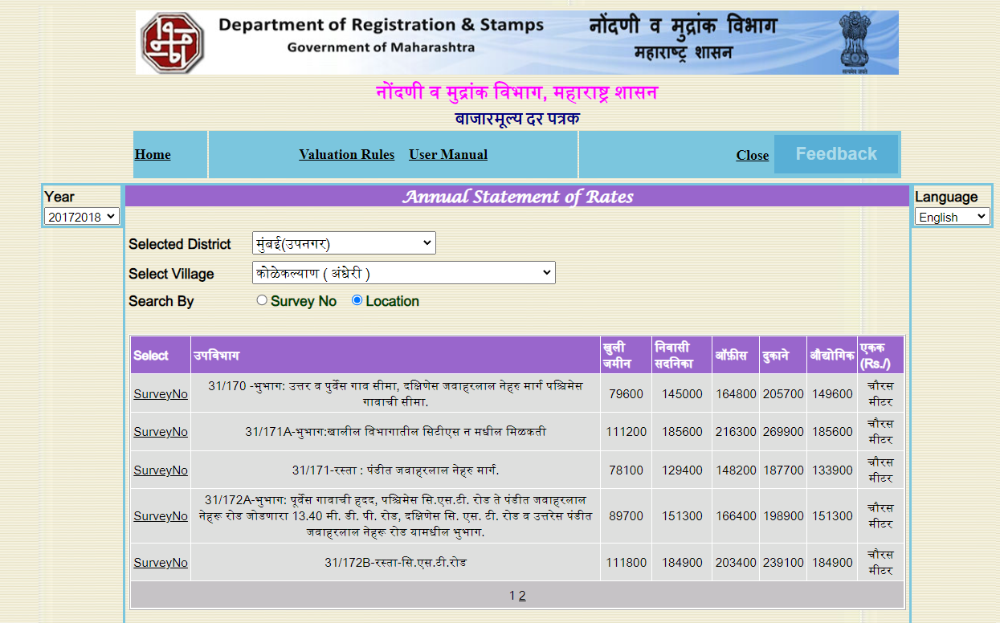 Department of Registration & Stamps
Government of Maharashtra
नोंदणी व मुद्रांक विभाग
महाराष्ट्र शासन
सत्यमेव जयते
नोंदणी व मुद्रांक विभाग, महाराष्ट्र शासन
बाजारमूल्य दर पत्रक
Home Valuation Rules User Manual Close Feedback
Year
20172018
Annual Statement of Rates
Language
English
Selected District मुंबई(उपनगर)
Select Village कोळेकल्याण ( अंधेरी )
Search By Survey No Location
Select उपविभाग खुली जमीन निवासी सदनिका ऑफ़ीस दुकाने औद्योगिक एकक (Rs./)
SurveyNo 31/170 -भुभाग: उत्तर व पुर्वेस गाव सीमा, दक्षिणेस जवाहरलाल नेहरु मार्ग पश्चिमेस
गावाची सीमा. 79600 145000 164800 205700 149600 चौरस मीटर
SurveyNo 31/171A-भुभाग:खालील विभागातील सिटीएस न मधील मिळकती 111200 185600 216300 269900 185600 चौरस मीटर
SurveyNo 31/171-रस्ता : पंडीत जवाहरलाल नेहरु मार्ग. 78100 129400 148200 187700 133900 चौरस मीटर
SurveyNo 31/172A-भुभाग: पूर्वेस गावाची हदद, पश्चिमेस सि.एस.टी. रोड ते पंडीत जवाहरलाल
नेहरू रोड जोडणारा 13.40 मी. डी. पी. रोड, दक्षिणेस सि. एस. टी. रोड व उत्तरेस पंडीत
जवाहरलाल नेहरू रोड यामधील भुभाग. 89700 151300 166400 198900 151300 चौरस मीटर
SurveyNo 31/172B-रस्ता-सि.एस.टी.रोड 111800 184900 203400 239100 184900 चौरस मीटर
1 2